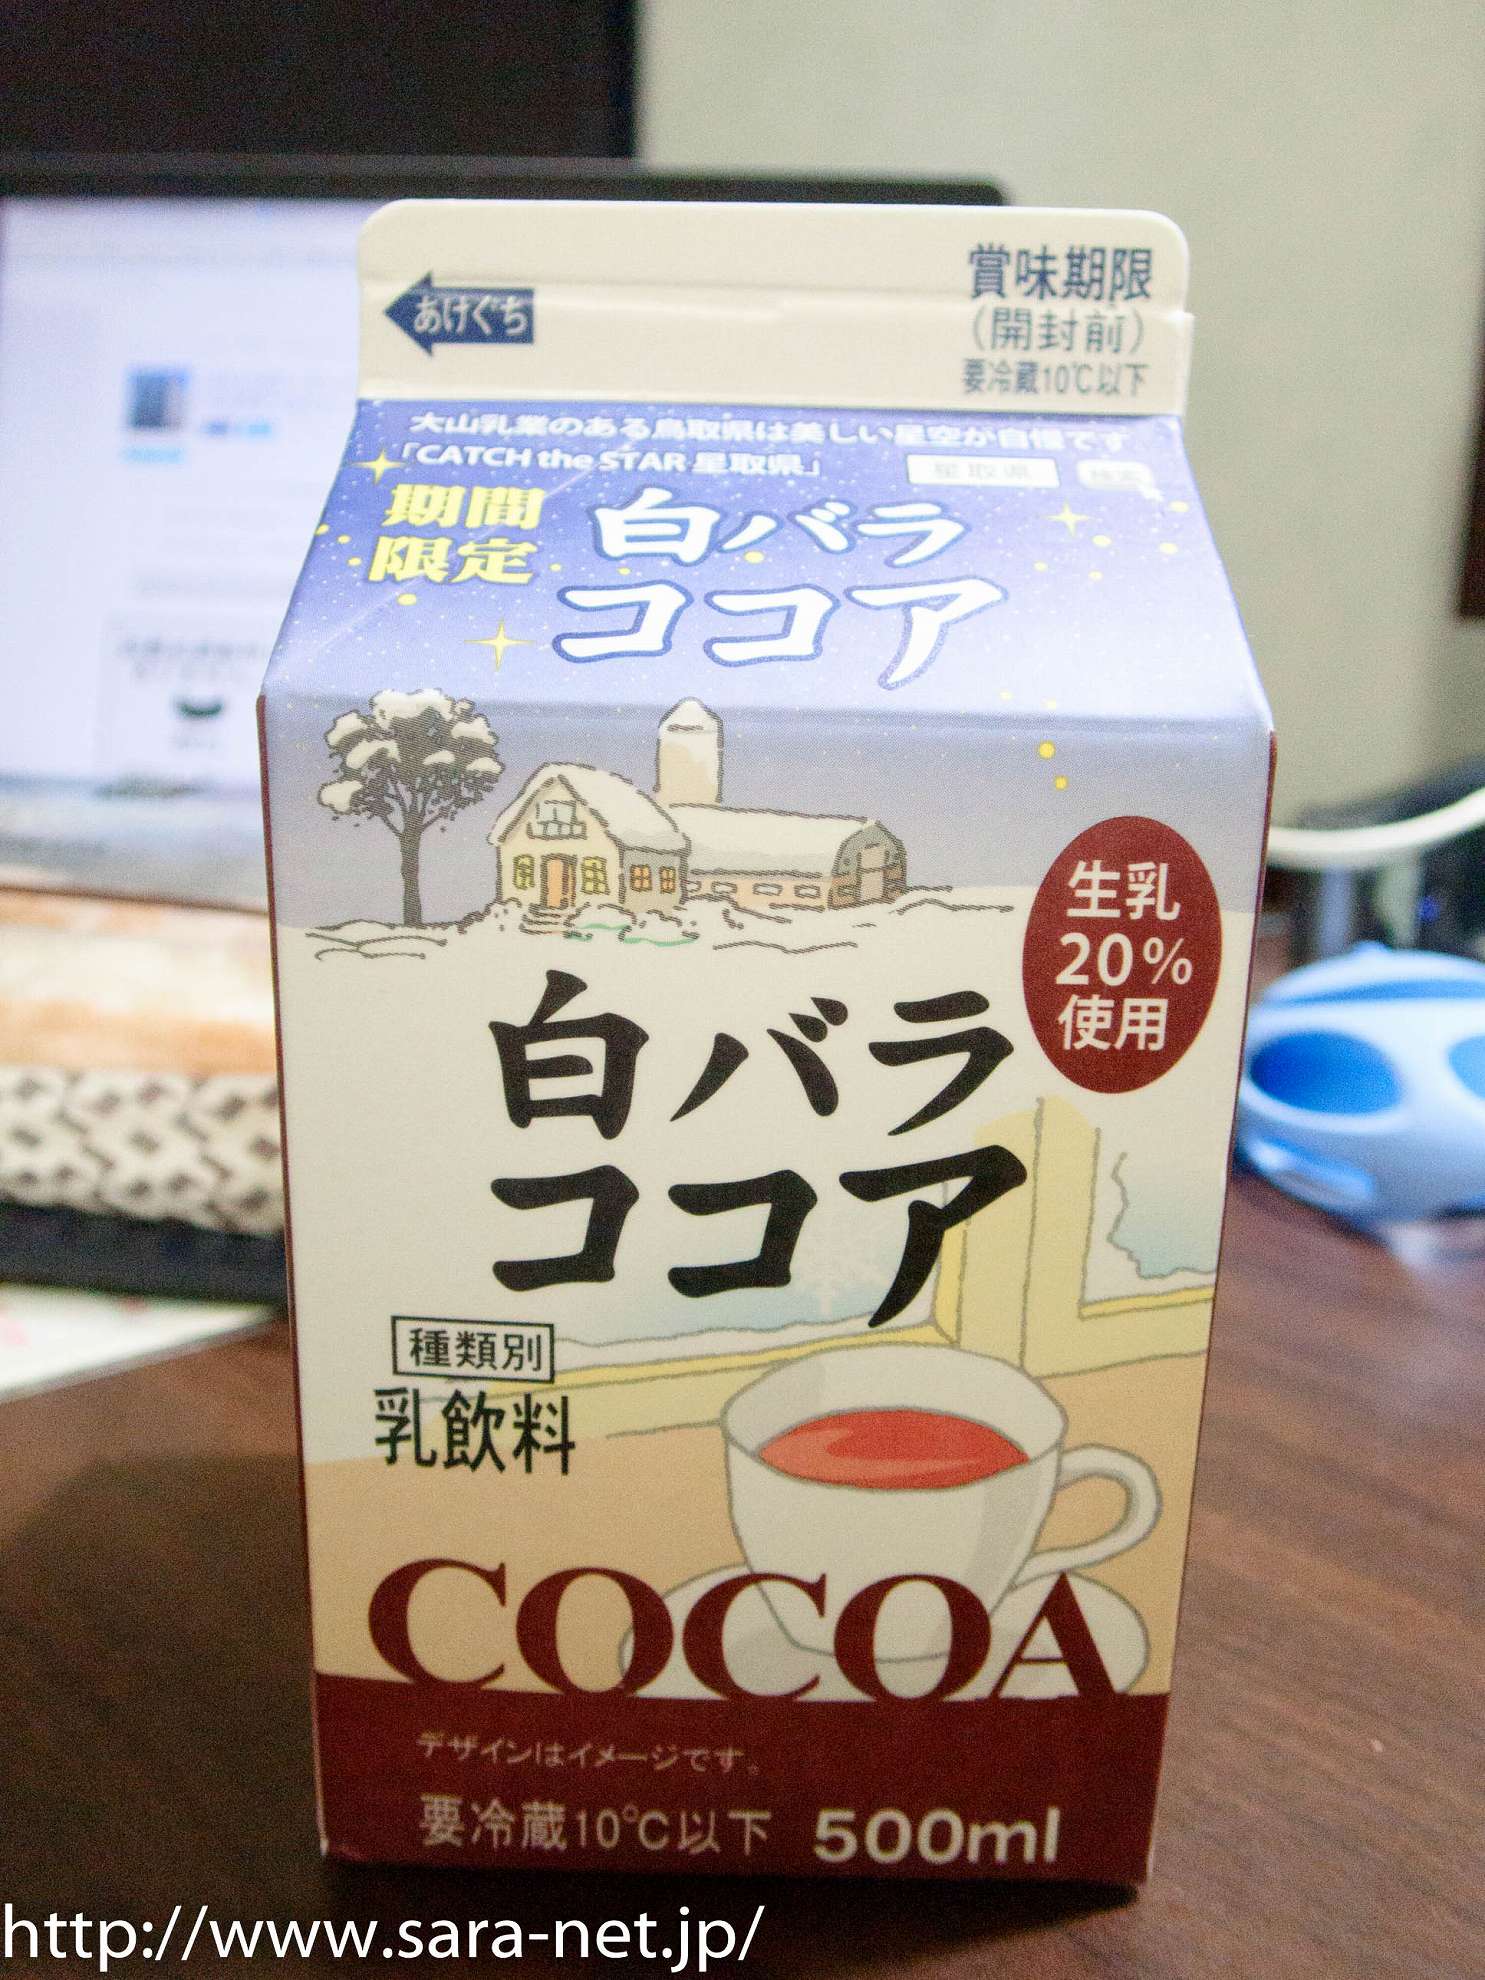 あけぐち
賞味期限
(開封前)
要冷蔵10℃以下
大山乳業のある鳥取県は美しい星空が自慢です
「CATCH the STAR 星取県」
星取県
検索
期間
限定
白バラ
ココア
生乳
20%
使用
白バラ
ココア
種類別
乳飲料
COCOA
デザインはイメージです。
要冷蔵10℃以下 500ml
http://www.sara-net.jp/